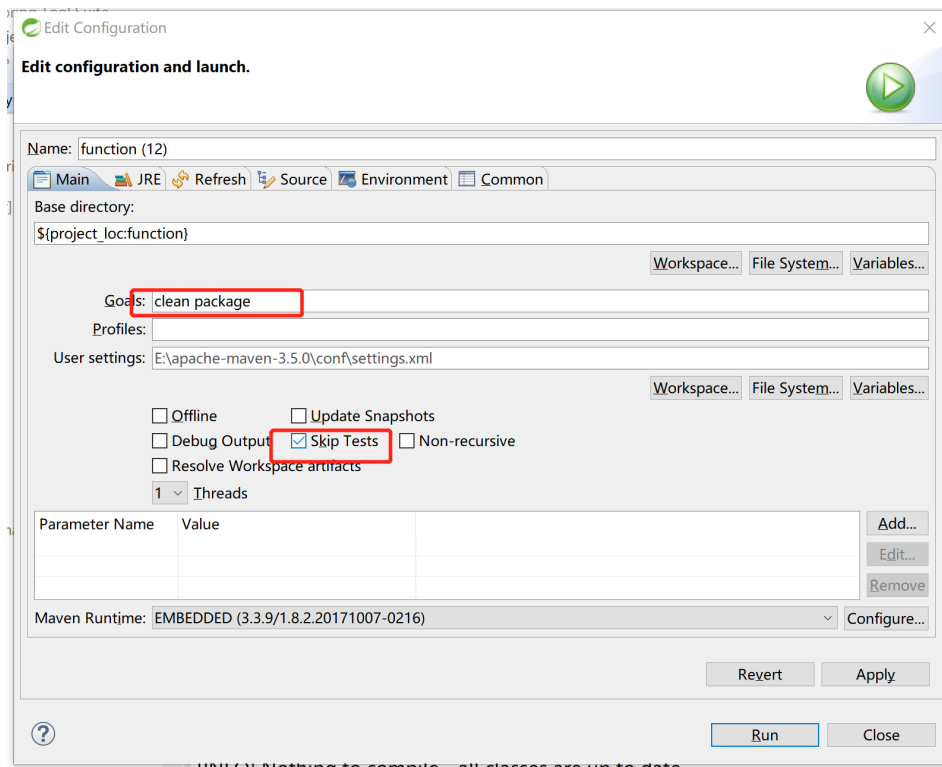 Edit Configuration
Edit configuration and launch.
Name: function (12)
Main JRE Refresh Source Environment Common
Base directory:
${project_loc:function}
Workspace... File System... Variables...
Goals: clean package
Profiles:
User settings: E:\apache-maven-3.5.0\conf\settings.xml
Workspace... File System... Variables...
Offline Update Snapshots
Debug Output Skip Tests Non-recursive
Resolve Workspace artifacts
1 Threads
Parameter Name Value
Add...
Edit...
Remove
Maven Runtime: EMBEDDED (3.3.9/1.8.2.20171007-0216) Configure...
Revert Apply
Run Close